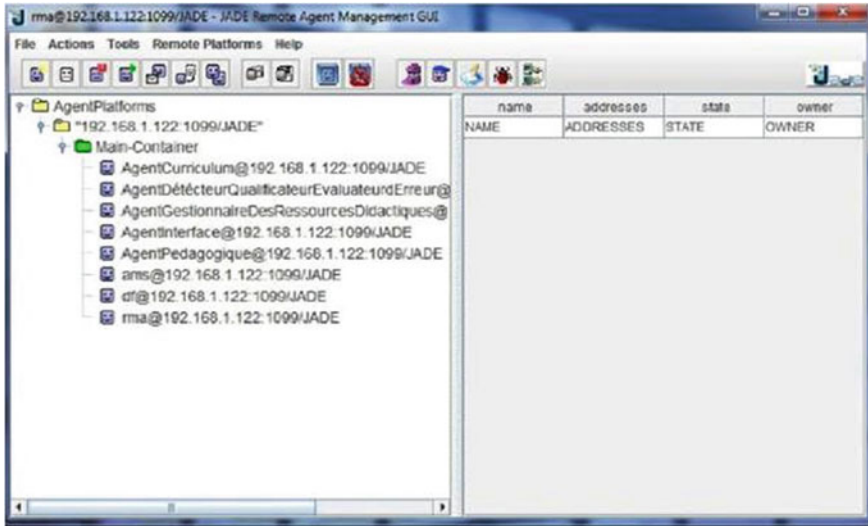 rma@192.168.1.122:1099/JADE - JADE Remote Agent Management GUI
File Actions Tools Remote Platforms Help
AgentPlatforms
"192.168.1.122:1099/JADE"
Main-Container
AgentCurriculum@192.168.1.122:1099/JADE
AgentDétécteurQualificateurEvaluateurdErreur@
AgentGestionnaireDesRessourcesDidactiques@
AgentInterface@192.168.1.122:1099/JADE
AgentPedagogique@192.168.1.122:1099/JADE
ams@192.168.1.122:1099/JADE
df@192.168.1.122:1099/JADE
rma@192.168.1.122:1099/JADE
name addresses state owner
NAME ADDRESSES STATE OWNER